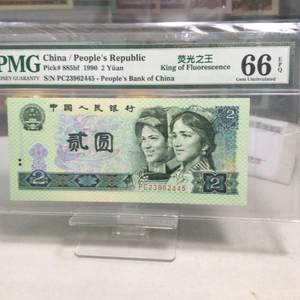 PMG China / People's Republic 荧光之王 66 EPQ
Pick# 885bf 1990 2 Yüan King of Fluorescence
S/N PC23962445 - People's Bank of China Gem Uncirculated
中国人民银行 2
贰圆
2 PC23962445 2